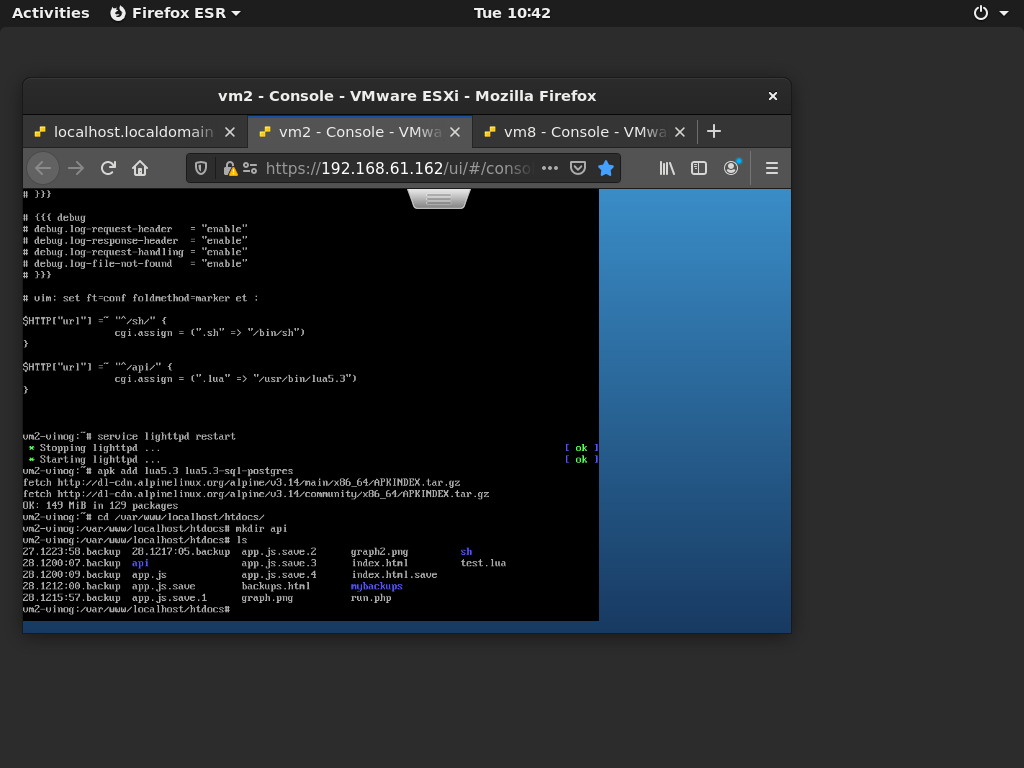 Activities Firefox ESR Tue 10:42
vm2 - Console - VMware ESXi - Mozilla Firefox
localhost.localdomain vm2 - Console - VMwa vm8 - Console - VMwa
https://192.168.61.162/ui/#/conso
# }}}
# {{{ debug
# debug.log-request-header = "enable"
# debug.log-response-header = "enable"
# debug.log-request-handling = "enable"
# debug.log-file-not-found = "enable"
# }}}
# vim: set ft=conf foldmethod=marker et :
$HTTP["url"] =~ "^/sh/" {
cgi.assign = (".sh" => "/bin/sh")
}
$HTTP["url"] =~ "^/api/" {
cgi.assign = (".lua" => "/usr/bin/lua5.3")
}
vm2-vinog:~# service lighttpd restart
* Stopping lighttpd ... [ ok ]
* Starting lighttpd ... [ ok ]
vm2-vinog:~# apk add lua5.3 lua5.3-sql-postgres
fetch http://dl-cdn.alpinelinux.org/alpine/v3.14/main/x86_64/APKINDEX.tar.gz
fetch http://dl-cdn.alpinelinux.org/alpine/v3.14/community/x86_64/APKINDEX.tar.gz
OK: 149 MiB in 129 packages
vm2-vinog:~# cd /var/www/localhost/htdocs/
vm2-vinog:/var/www/localhost/htdocs# mkdir api
vm2-vinog:/var/www/localhost/htdocs# ls
27.1223:58.backup 28.1217:05.backup app.js.save.2 graph2.png sh
28.1200:07.backup api app.js.save.3 index.html test.lua
28.1200:09.backup app.js app.js.save.4 index.html.save
28.1212:00.backup app.js.save backups.html mybackups
28.1215:57.backup app.js.save.1 graph.png run.php
vm2-vinog:/var/www/localhost/htdocs#